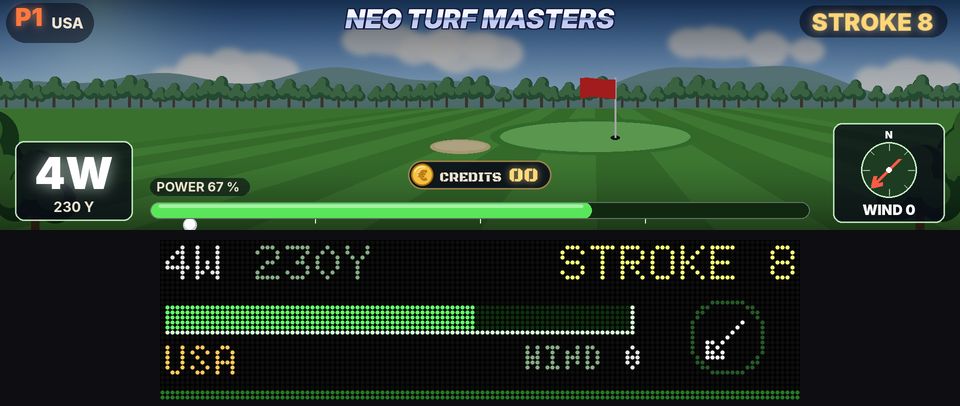 P1 USA
NEO TURF MASTERS
STROKE 8
4W
230 Y
POWER 67 %
€ CREDITS 00
N
WIND 0
4W 230Y
STROKE 8
USA
WIND 0